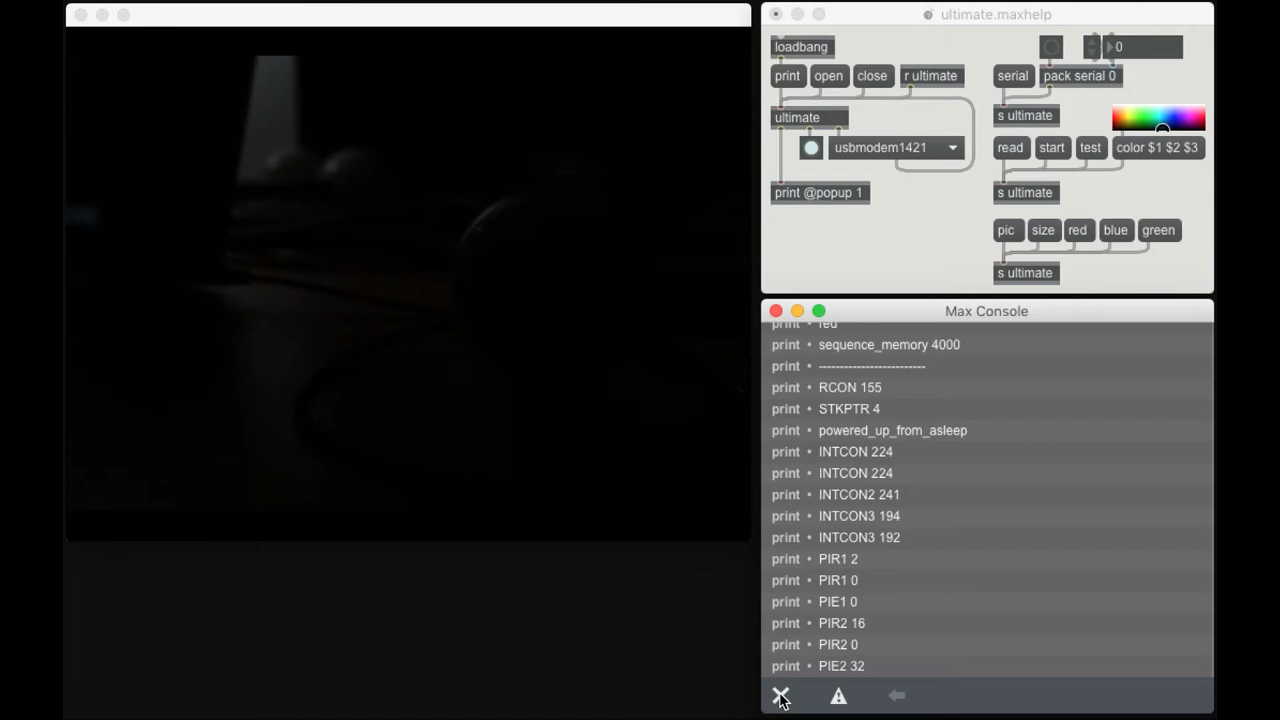 ultimate.maxhelp
loadbang
0
print open close r ultimate
serial pack serial 0
ultimate
s ultimate
usbmodem1421
read start test color $1 $2 $3
print @popup 1
s ultimate
pic size red blue green
s ultimate
Max Console
print • red
print • sequence_memory 4000
print • -------------------------
print • RCON 155
print • STKPTR 4
print • powered_up_from_asleep
print • INTCON 224
print • INTCON 224
print • INTCON2 241
print • INTCON3 194
print • INTCON3 192
print • PIR1 2
print • PIR1 0
print • PIE1 0
print • PIR2 16
print • PIR2 0
print • PIE2 32